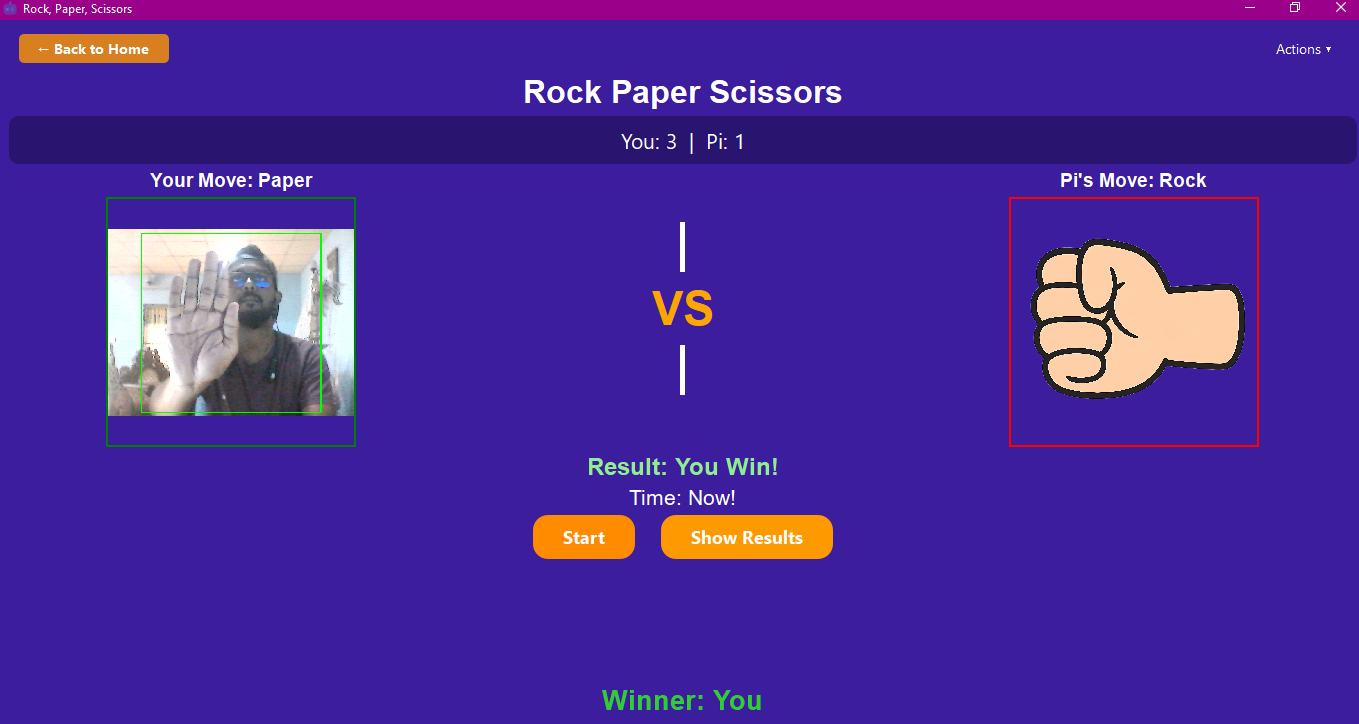 Rock, Paper, Scissors
← Back to Home
Actions ▾
Rock Paper Scissors
You: 3 | Pi: 1
Your Move: Paper
Pi's Move: Rock
VS
Result: You Win!
Time: Now!
Start
Show Results
Winner: You